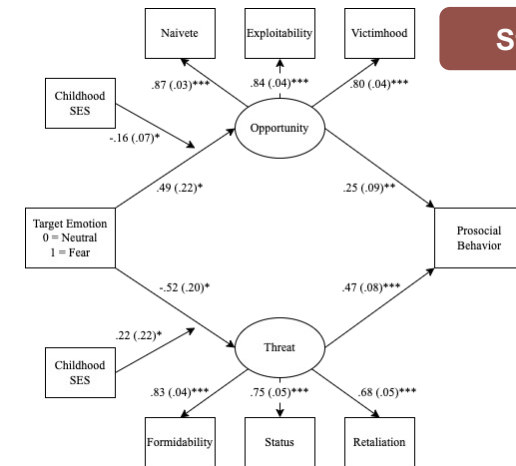 Naivete
Exploitability
Victimhood
S
.87 (.03)***
.84 (.04)***
.80 (.04)***
Childhood
SES
-.16 (.07)*
Opportunity
.49 (.22)*
.25 (.09)**
Target Emotion
0 = Neutral
1 = Fear
Prosocial
Behavior
-.52 (.20)*
.47 (.08)***
.22 (.22)*
Threat
Childhood
SES
.83 (.04)***
.75 (.05)***
.68 (.05)***
Formidability
Status
Retaliation